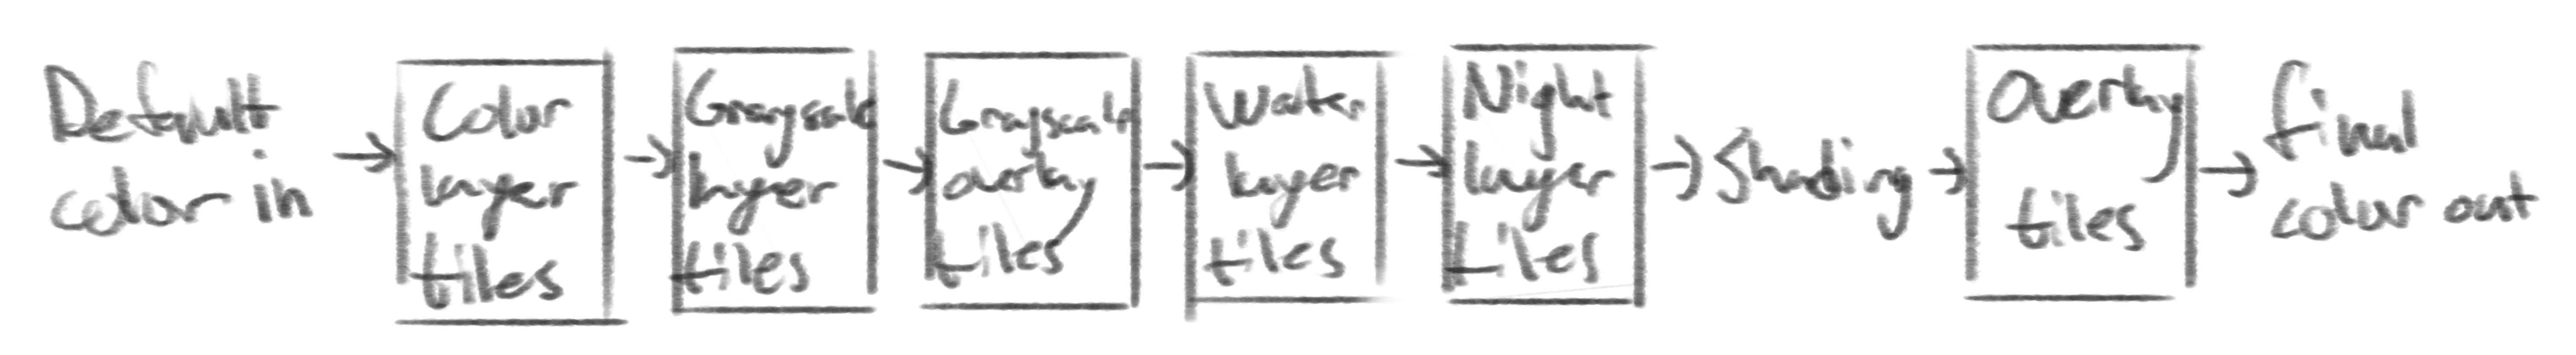 Default
color in
Color
layer
tiles
Grayscale
layer
tiles
Grayscale
overlay
tiles
Water
layer
tiles
Night
layer
tiles
Shading
Overlay
tiles
final
color out